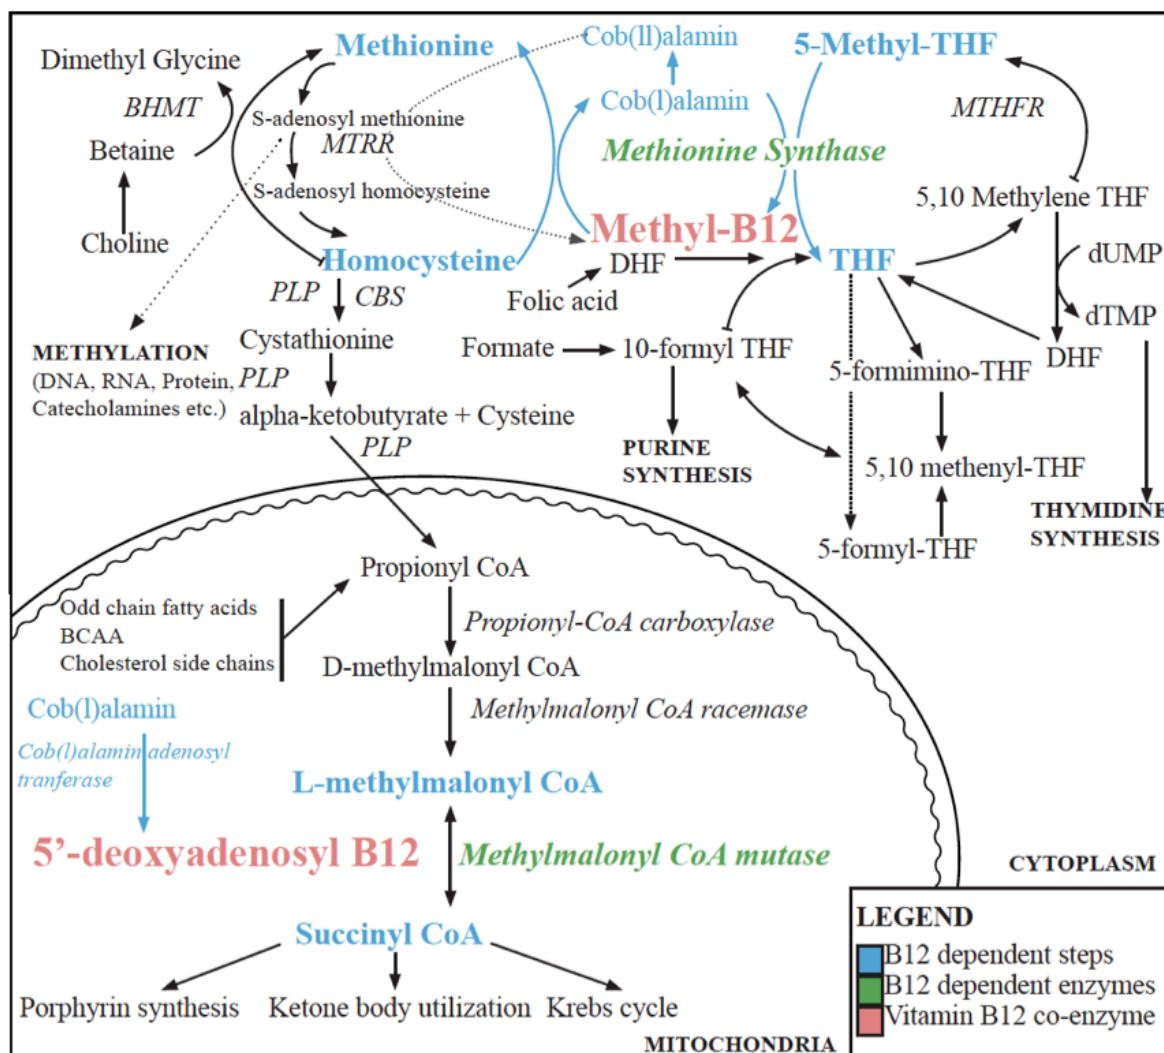 Methionine
Cob(ll)alamin
5-Methyl-THF
Dimethyl Glycine
BHMT
Cob(l)alamin
MTHFR
S-adenosyl methionine
MTRR
Betaine
Methionine Synthase
S-adenosyl homocysteine
5,10 Methylene THF
Choline
Methyl-B12
Homocysteine
DHF
THF
dUMP
PLP
CBS
Folic acid
dTMP
Cystathionine
Formate
10-formyl THF
DHF
METHYLATION
(DNA, RNA, Protein,
Catecholamines etc.)
PLP
5-formimino-THF
alpha-ketobutyrate + Cysteine
PLP
PURINE
SYNTHESIS
5,10 methenyl-THF
THYMIDINE
SYNTHESIS
5-formyl-THF
Propionyl CoA
Odd chain fatty acids
BCAA
Cholesterol side chains
Propionyl-CoA carboxylase
D-methylmalonyl CoA
Cob(l)alamin
Methylmalonyl CoA racemase
Cob(l)alamin adenosyl
tranferase
L-methylmalonyl CoA
5’-deoxyadenosyl B12
Methylmalonyl CoA mutase
CYTOPLASM
Succinyl CoA
Porphyrin synthesis
Ketone body utilization
Krebs cycle
MITOCHONDRIA
LEGEND
B12 dependent steps
B12 dependent enzymes
Vitamin B12 co-enzyme